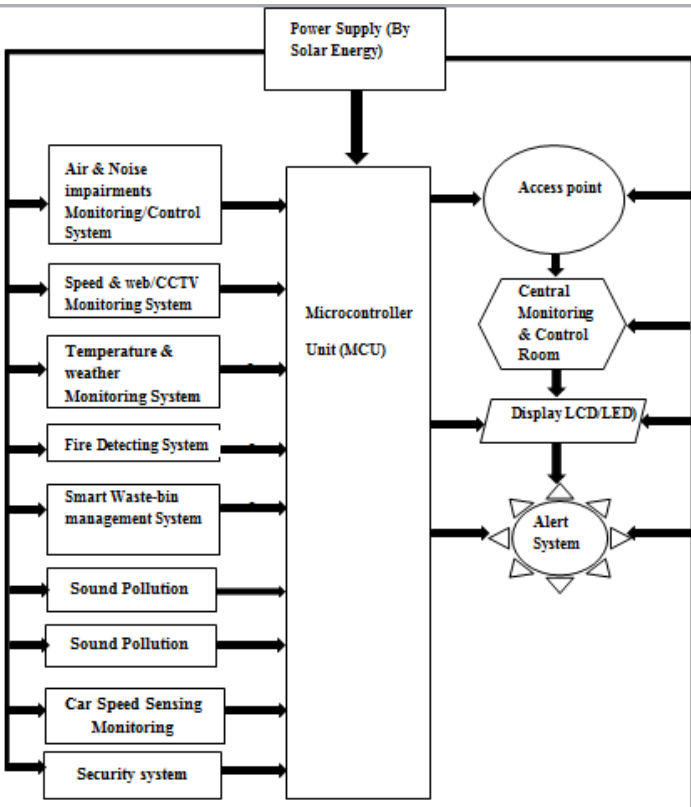 Power Supply (By
Solar Energy)
Air & Noise
impairments
Monitoring/Control
System
Speed & web/CCTV
Monitoring System
Temperature &
weather
Monitoring System
Fire Detecting System
Smart Waste-bin
management System
Sound Pollution
Sound Pollution
Car Speed Sensing
Monitoring
Security system
Microcontroller
Unit (MCU)
Access point
Central
Monitoring
& Control
Room
Display LCD/LED)
Alert
System